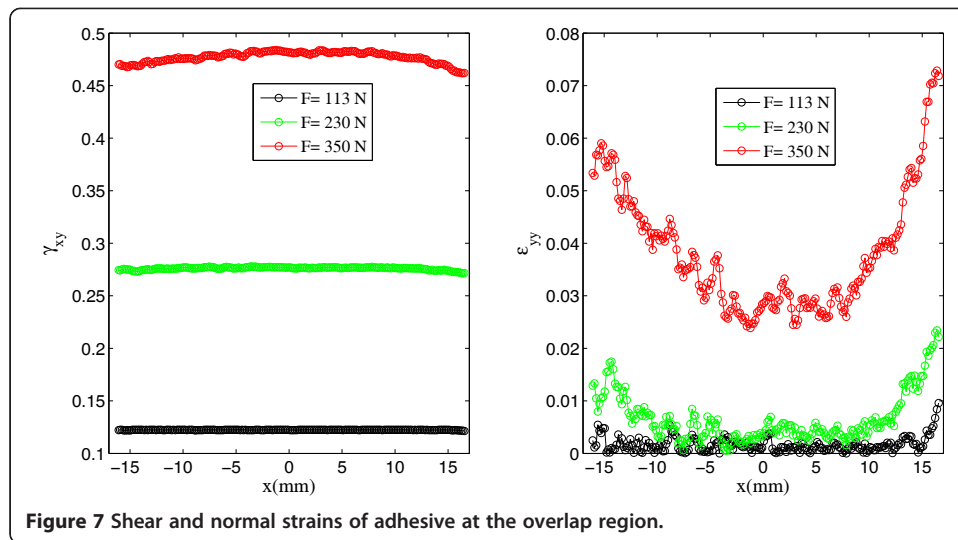 0.5
0.45
0.4
0.35
0.3
0.25
0.2
0.15
0.1
γxy
-15 -10 -5 0 5 10 15
x(mm)
F= 113 N
F= 230 N
F= 350 N
0.08
0.07
0.06
0.05
0.04
0.03
0.02
0.01
0
εyy
-15 -10 -5 0 5 10 15
x(mm)
F= 113 N
F= 230 N
F= 350 N
Figure 7 Shear and normal strains of adhesive at the overlap region.